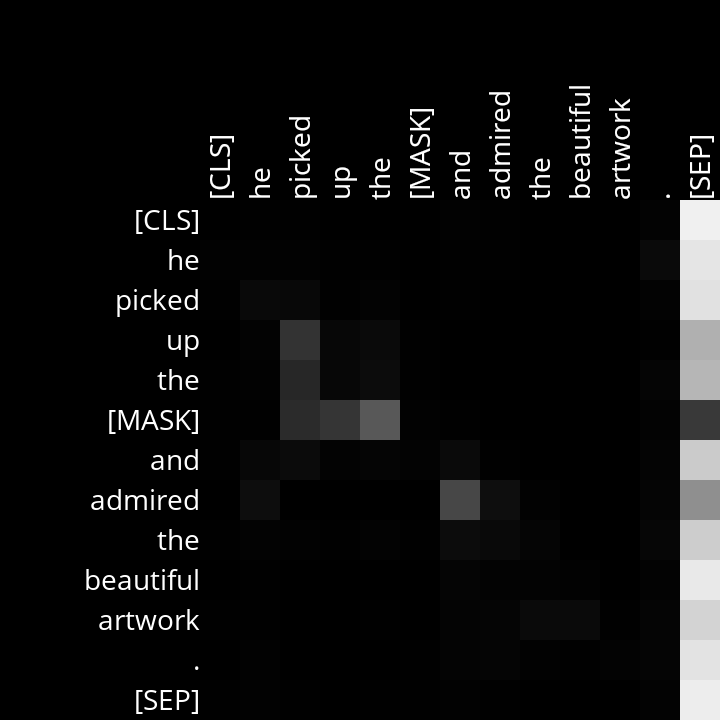 [CLS]
he
picked
up
the
[MASK]
and
admired
the
beautiful
artwork
.
[SEP]
[CLS]
he
picked
up
the
[MASK]
and
admired
the
beautiful
artwork
.
[SEP]